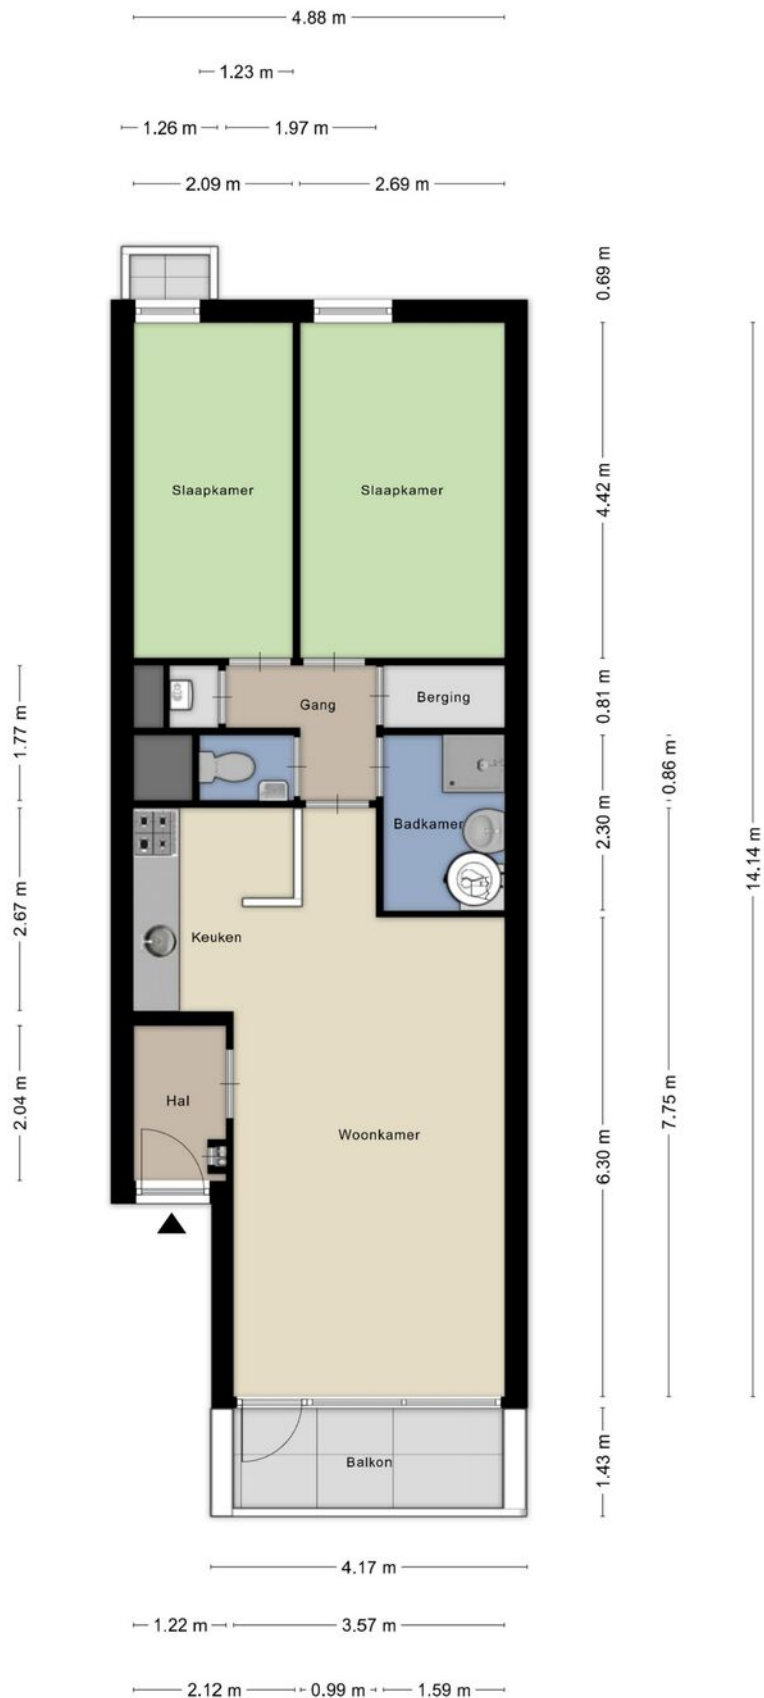 4.88 m
1.23 m
1.26 m 1.97 m
2.09 m 2.69 m
0.69 m
Slaapkamer Slaapkamer
4.42 m
Gang
Berging
0.81 m
1.77 m
0.86 m
Badkamer
2.30 m
14.14 m
2.67 m
Keuken
Hal
2.04 m
Woonkamer
6.30 m
7.75 m
Balkon
1.43 m
4.17 m
1.22 m 3.57 m
2.12 m 0.99 m 1.59 m